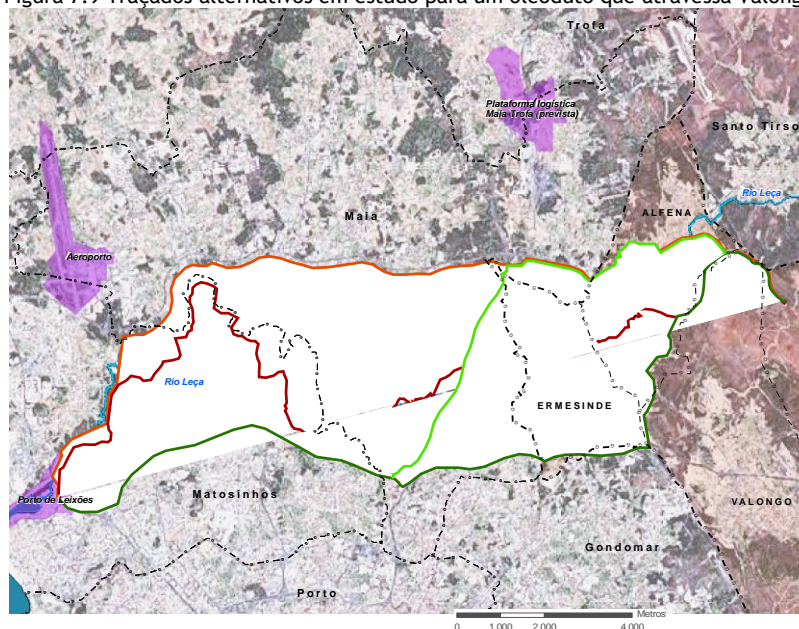 Figura 7.9 Traçados alternativos em estudo para um oleoduto que atravessa Valong
Trofa
Plataforma logística
Maia-Trofa (prevista)
Santo Tirso
Rio Leça
ALFENA
Maia
Aeroporto
Rio Leça
ERMESINDE
Porto de Leixões
Matosinhos
VALONGO
Gondomar
Porto
Metros
0 1.000 2.000 4.000